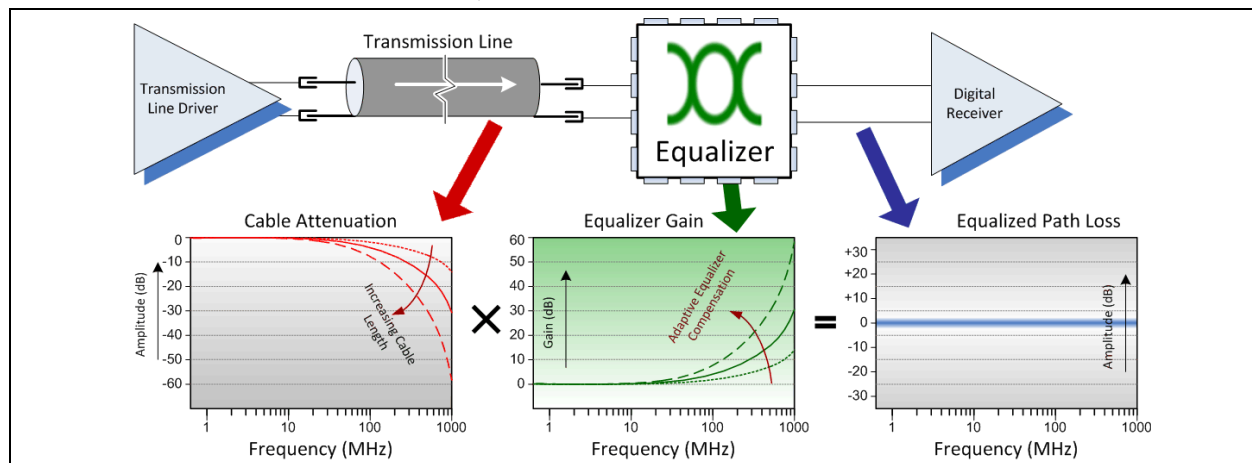 Transmission Line
Transmission
Line Driver
Equalizer
Digital
Receiver
Cable Attenuation
Amplitude (dB)
0
-10
-20
-30
-40
-50
-60
Increasing Cable
Length
1
10
100
1000
Frequency (MHz)
×
Equalizer Gain
Gain (dB)
60
50
40
30
20
10
0
Adaptive Equalizer
Compensation
1
10
100
1000
Frequency (MHz)
=
Equalized Path Loss
+30
+20
+10
0
-10
-20
-30
Amplitude (dB)
1
10
100
1000
Frequency (MHz)